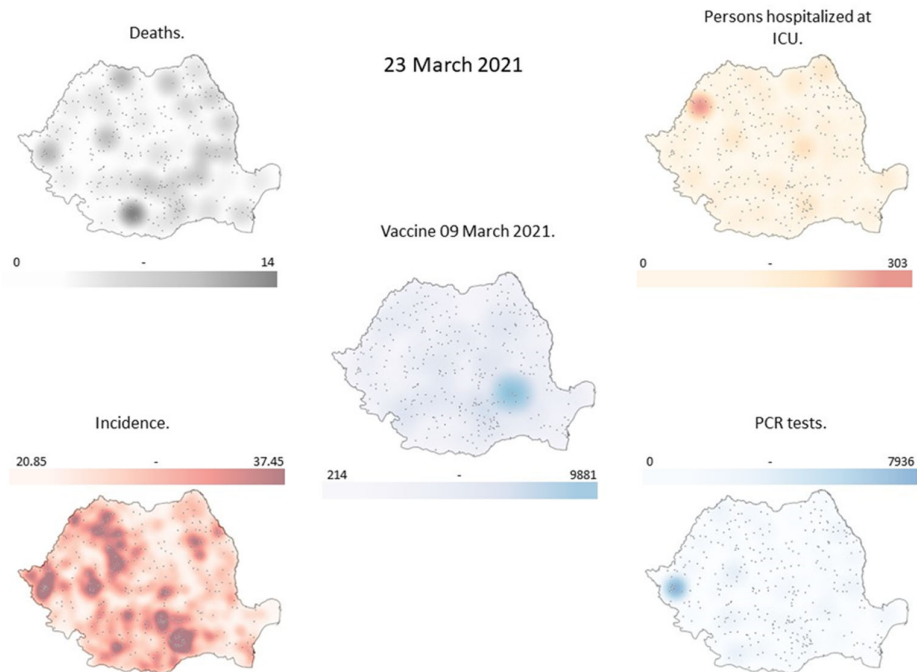 Deaths.
23 March 2021
Persons hospitalized at
ICU.
0 - 14
0 - 303
Vaccine 09 March 2021.
214 - 9881
Incidence.
20.85 - 37.45
PCR tests.
0 - 7936